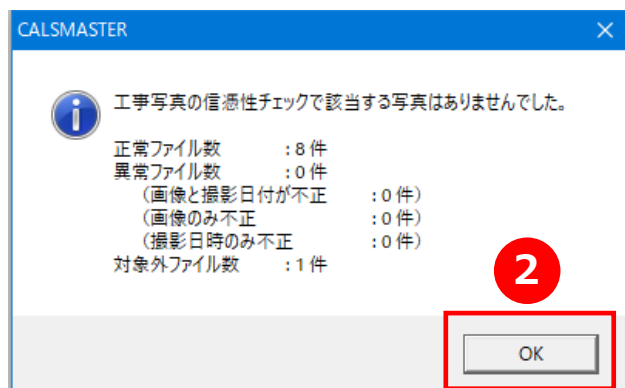 CALSMASTER
工事写真の信憑性チェックで該当する写真はありませんでした。
正常ファイル数 :8件
異常ファイル数 :0件
(画像と撮影日付が不正 :0件)
(画像のみ不正 :0件)
(撮影日時のみ不正 :0件)
対象外ファイル数 :1件
2
OK